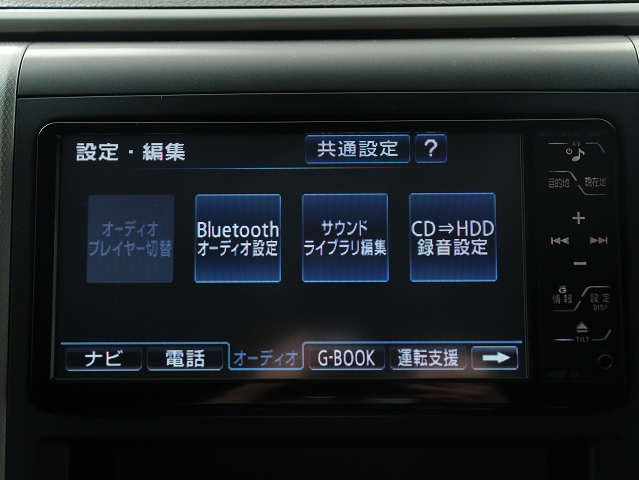 設定・編集
共通設定
?
オーディオ
プレイヤー切替
Bluetooth
オーディオ設定
サウンド
ライブラリ編集
CD⇒HDD
録音設定
ナビ
電話
オーディオ
G-BOOK
運転支援
目的地
現在地
G
情報
設定
DISP
TILT